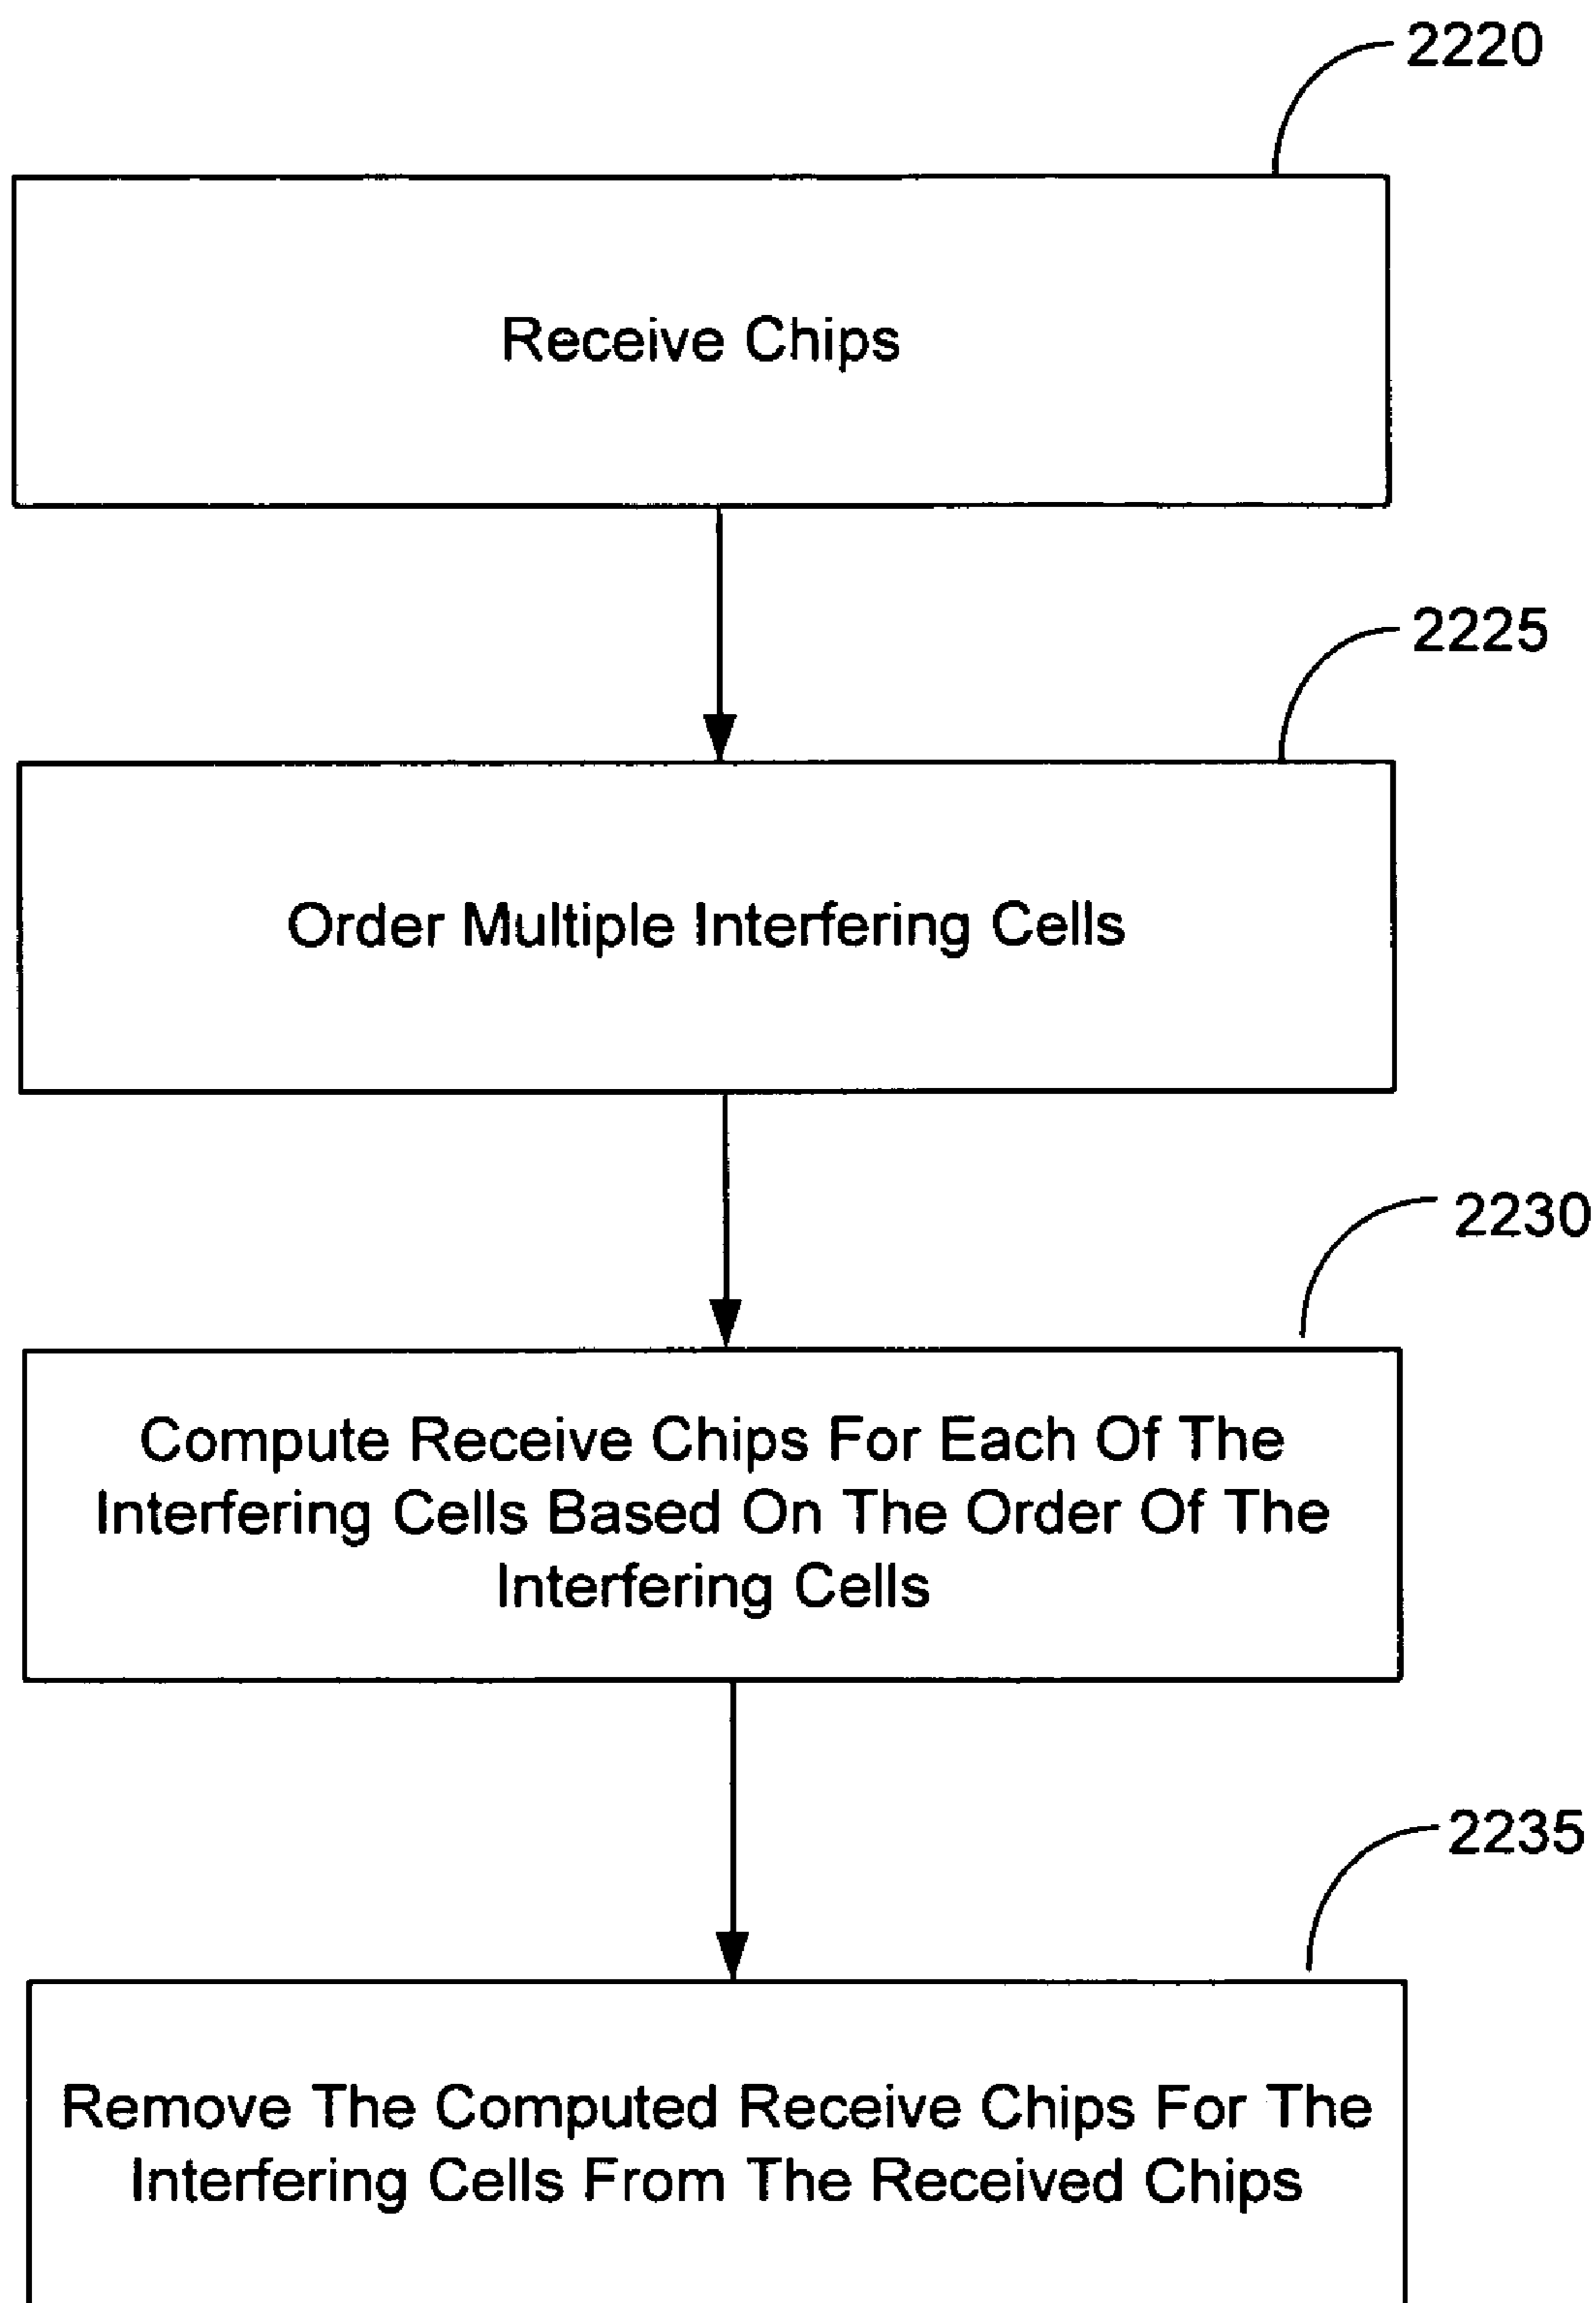 2220
Receive Chips
2225
Order Multiple Interfering Cells
2230
Compute Receive Chips For Each Of The
Interfering Cells Based On The Order Of The
Interfering Cells
2235
Remove The Computed Receive Chips For The
Interfering Cells From The Received Chips